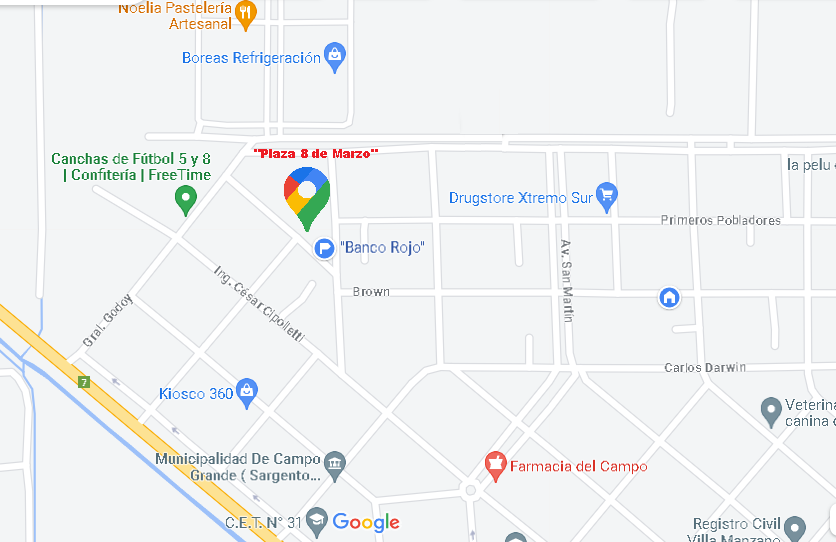 Noelia Pastelería
Artesanal
Boreas Refrigeración
"Plaza 8 de Marzo"
Canchas de Fútbol 5 y 8
| Confitería | FreeTime
la pelu
Drugstore Xtremo Sur
Primeros Pobladores
"Banco Rojo"
Av. San Martín
Ing. César Cipolletti
Brown
Gral. Godoy
Carlos Darwin
7
Kiosco 360
Veterina
canina
Municipalidad De Campo
Grande ( Sargento...
Farmacia del Campo
C.E.T. N° 31
Google
Registro Civil
Villa Manzano